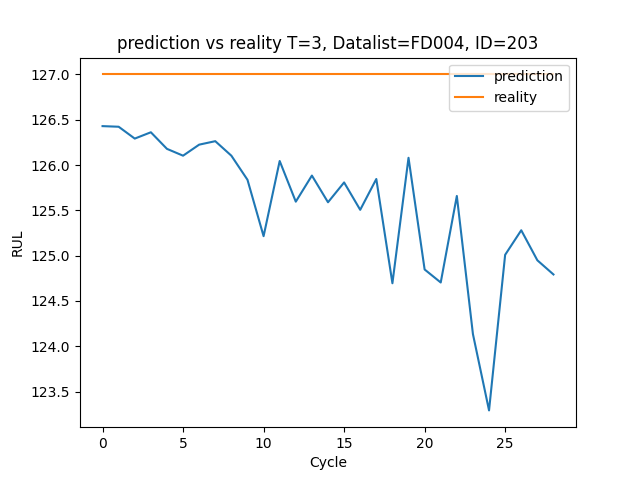 prediction vs reality T=3, Datalist=FD004, ID=203
127.0
126.5
126.0
125.5
125.0
124.5
124.0
123.5
RUL
prediction
reality
0 5 10 15 20 25
Cycle